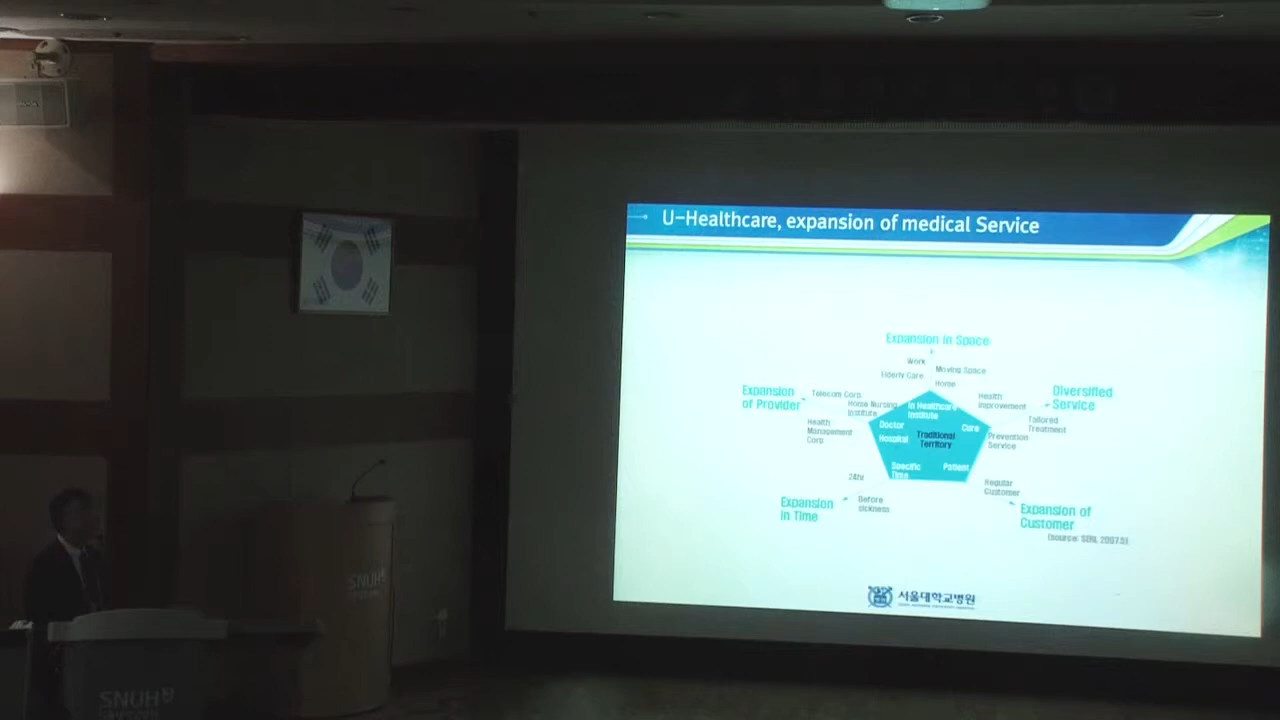 U-Healthcare, expansion of medical Service
Expansion in Space
Work
Moving Space
Elderly Care
Home
Expansion
of Provider
Telecom Corp.
Home Nursing
Institute
Health
Management
Corp
Health
Improvement
Diversified
Service
Tailored
Treatment
Prevention
Service
In Healthcare
Institute
Doctor
Care
Hospital
Traditional
Territory
Specific
Time
Patient
24hr
Before
sickness
Expansion
in Time
Regular
Customer
Expansion of
Customer
서울대학교병원
SNUH
SNUH